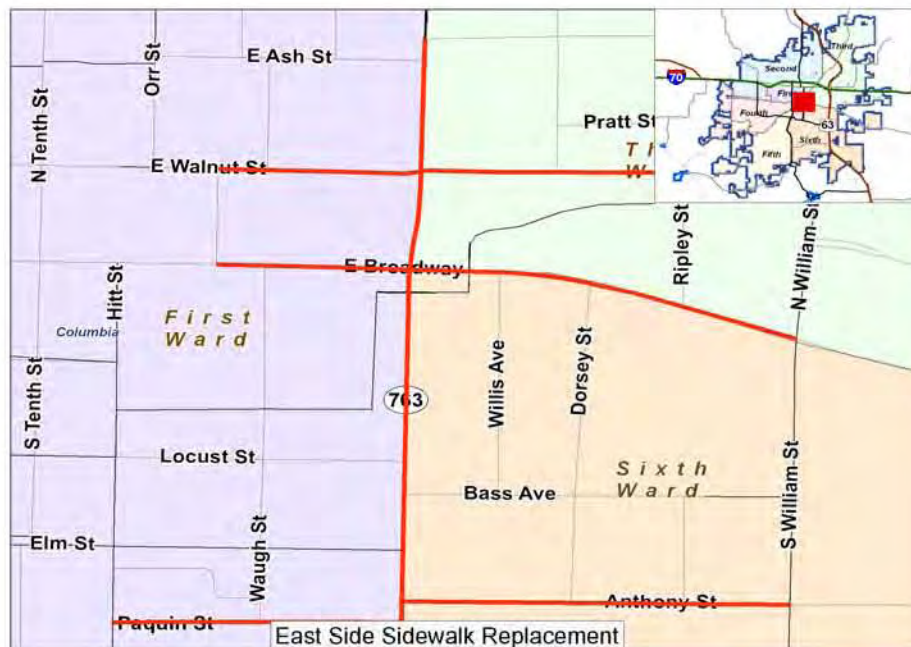 E Ash St
Orr St
N Tenth St
E Walnut St
Pratt St
Th
W
70
Second
Third
Fourth
63
Sixth
Fifth
Ripley St
N William St
E Broadway
Hitt St
First
Ward
Columbia
S Tenth St
Willis Ave
Dorsey St
763
Locust St
Sixth
Ward
Bass Ave
S William St
Elm St
Waugh St
Anthony St
Paquin St
East Side Sidewalk Replacement